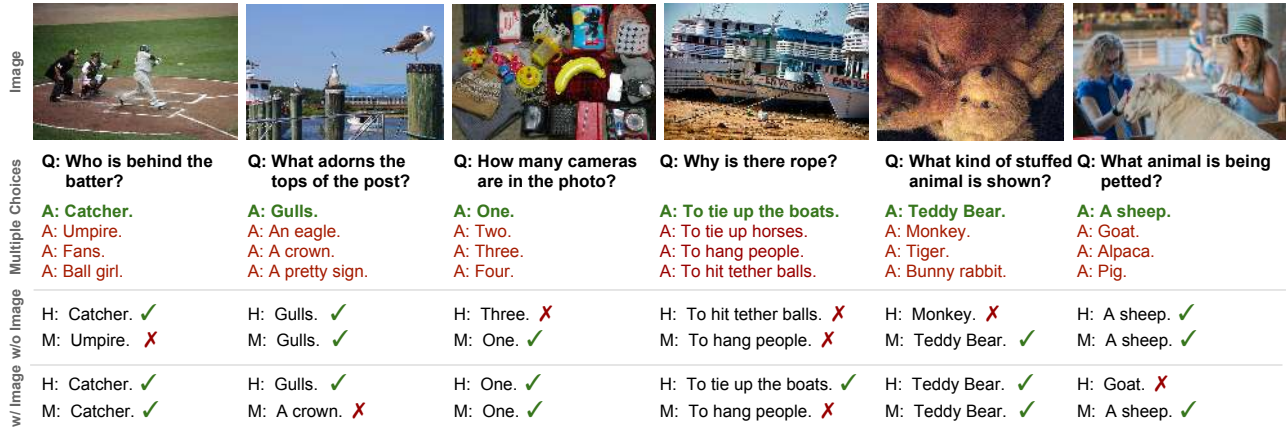 Image
Q: Who is behind the
batter?
Q: What adorns the
tops of the post?
Q: How many cameras
are in the photo?
Q: Why is there rope?
Q: What kind of stuffed
animal is shown?
Q: What animal is being
petted?
Multiple Choices
A: Catcher.
A: Umpire.
A: Fans.
A: Ball girl.
A: Gulls.
A: An eagle.
A: A crown.
A: A pretty sign.
A: One.
A: Two.
A: Three.
A: Four.
A: To tie up the boats.
A: To tie up horses.
A: To hang people.
A: To hit tether balls.
A: Teddy Bear.
A: Monkey.
A: Tiger.
A: Bunny rabbit.
A: A sheep.
A: Goat.
A: Alpaca.
A: Pig.
w/o Image
H: Catcher. ✓
M: Umpire. ✗
H: Gulls. ✓
M: Gulls. ✓
H: Three. ✗
M: One. ✓
H: To hit tether balls. ✗
M: To hang people. ✗
H: Monkey. ✗
M: Teddy Bear. ✓
H: A sheep. ✓
M: A sheep. ✓
w/ Image
H: Catcher. ✓
M: Catcher. ✓
H: Gulls. ✓
M: A crown. ✗
H: One. ✓
M: One. ✓
H: To tie up the boats. ✓
M: To hang people. ✗
H: Teddy Bear. ✓
M: Teddy Bear. ✓
H: Goat. ✗
M: A sheep. ✓